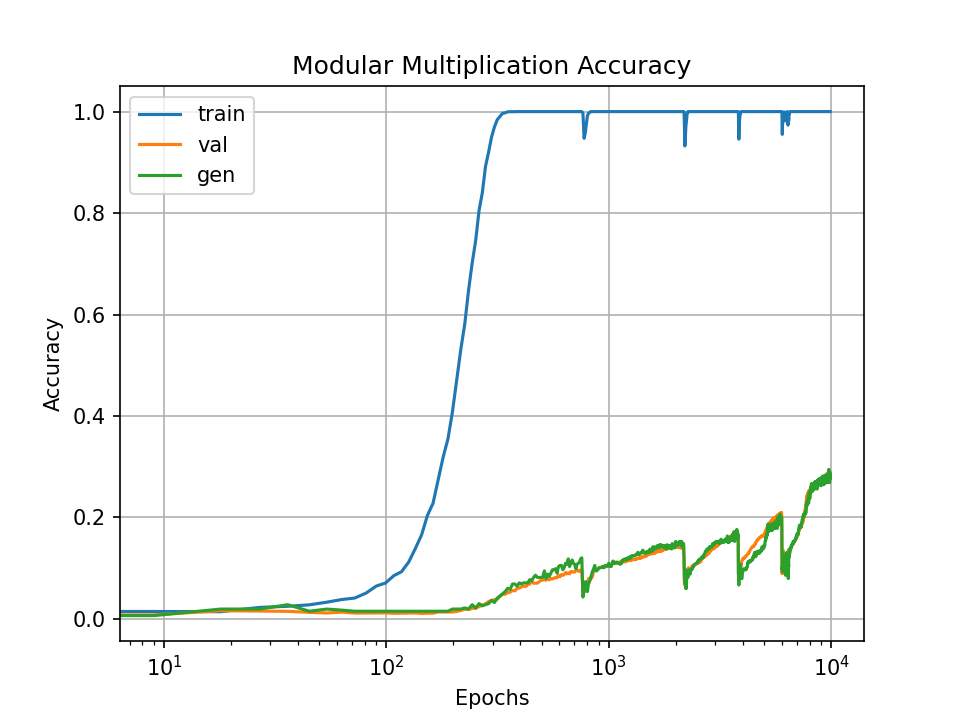 Modular Multiplication Accuracy
train
val
gen
1.0
0.8
0.6
0.4
0.2
0.0
Accuracy
10¹ 10² 10³ 10⁴
Epochs